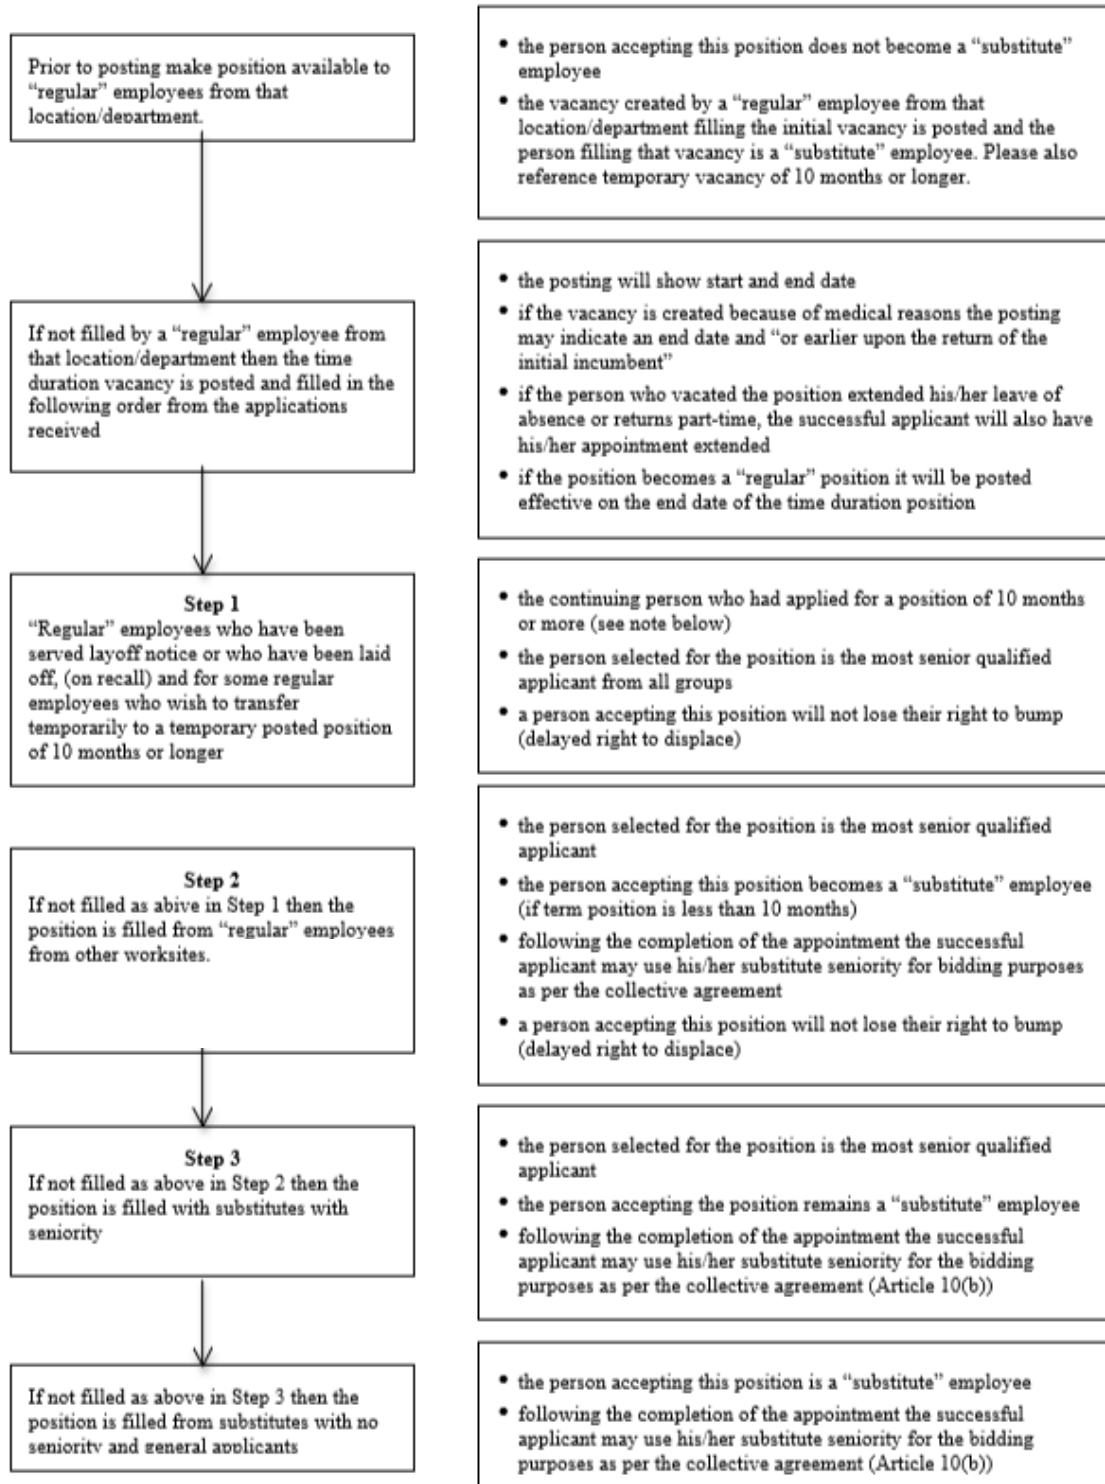 Prior to posting make position available to
“regular” employees from that
location/department.
• the person accepting this position does not become a “substitute”
employee
• the vacancy created by a “regular” employee from that
location/department filling the initial vacancy is posted and the
person filling that vacancy is a “substitute” employee. Please also
reference temporary vacancy of 10 months or longer.
If not filled by a “regular” employee from
that location/department then the time
duration vacancy is posted and filled in the
following order from the applications
received
• the posting will show start and end date
• if the vacancy is created because of medical reasons the posting
may indicate an end date and “or earlier upon the return of the
initial incumbent”
• if the person who vacated the position extended his/her leave of
absence or returns part-time, the successful applicant will also have
his/her appointment extended
• if the position becomes a “regular” position it will be posted
effective on the end date of the time duration position
Step 1
“Regular” employees who have been
served layoff notice or who have been laid
off, (on recall) and for some regular
employees who wish to transfer
temporarily to a temporary posted position
of 10 months or longer
• the continuing person who had applied for a position of 10 months
or more (see note below)
• the person selected for the position is the most senior qualified
applicant from all groups
• a person accepting this position will not lose their right to bump
(delayed right to displace)
Step 2
If not filled as abive in Step 1 then the
position is filled from “regular” employees
from other worksites.
• the person selected for the position is the most senior qualified
applicant
• the person accepting this position becomes a “substitute” employee
(if term position is less than 10 months)
• following the completion of the appointment the successful
applicant may use his/her substitute seniority for bidding purposes
as per the collective agreement
• a person accepting this position will not lose their right to bump
(delayed right to displace)
Step 3
If not filled as above in Step 2 then the
position is filled with substitutes with
seniority
• the person selected for the position is the most senior qualified
applicant
• the person accepting the position remains a “substitute” employee
• following the completion of the appointment the successful
applicant may use his/her substitute seniority for the bidding
purposes as per the collective agreement (Article 10(b))
If not filled as above in Step 3 then the
position is filled from substitutes with no
seniority and general applicants
• the person accepting this position is a “substitute” employee
• following the completion of the appointment the successful
applicant may use his/her substitute seniority for the bidding
purposes as per the collective agreement (Article 10(b))